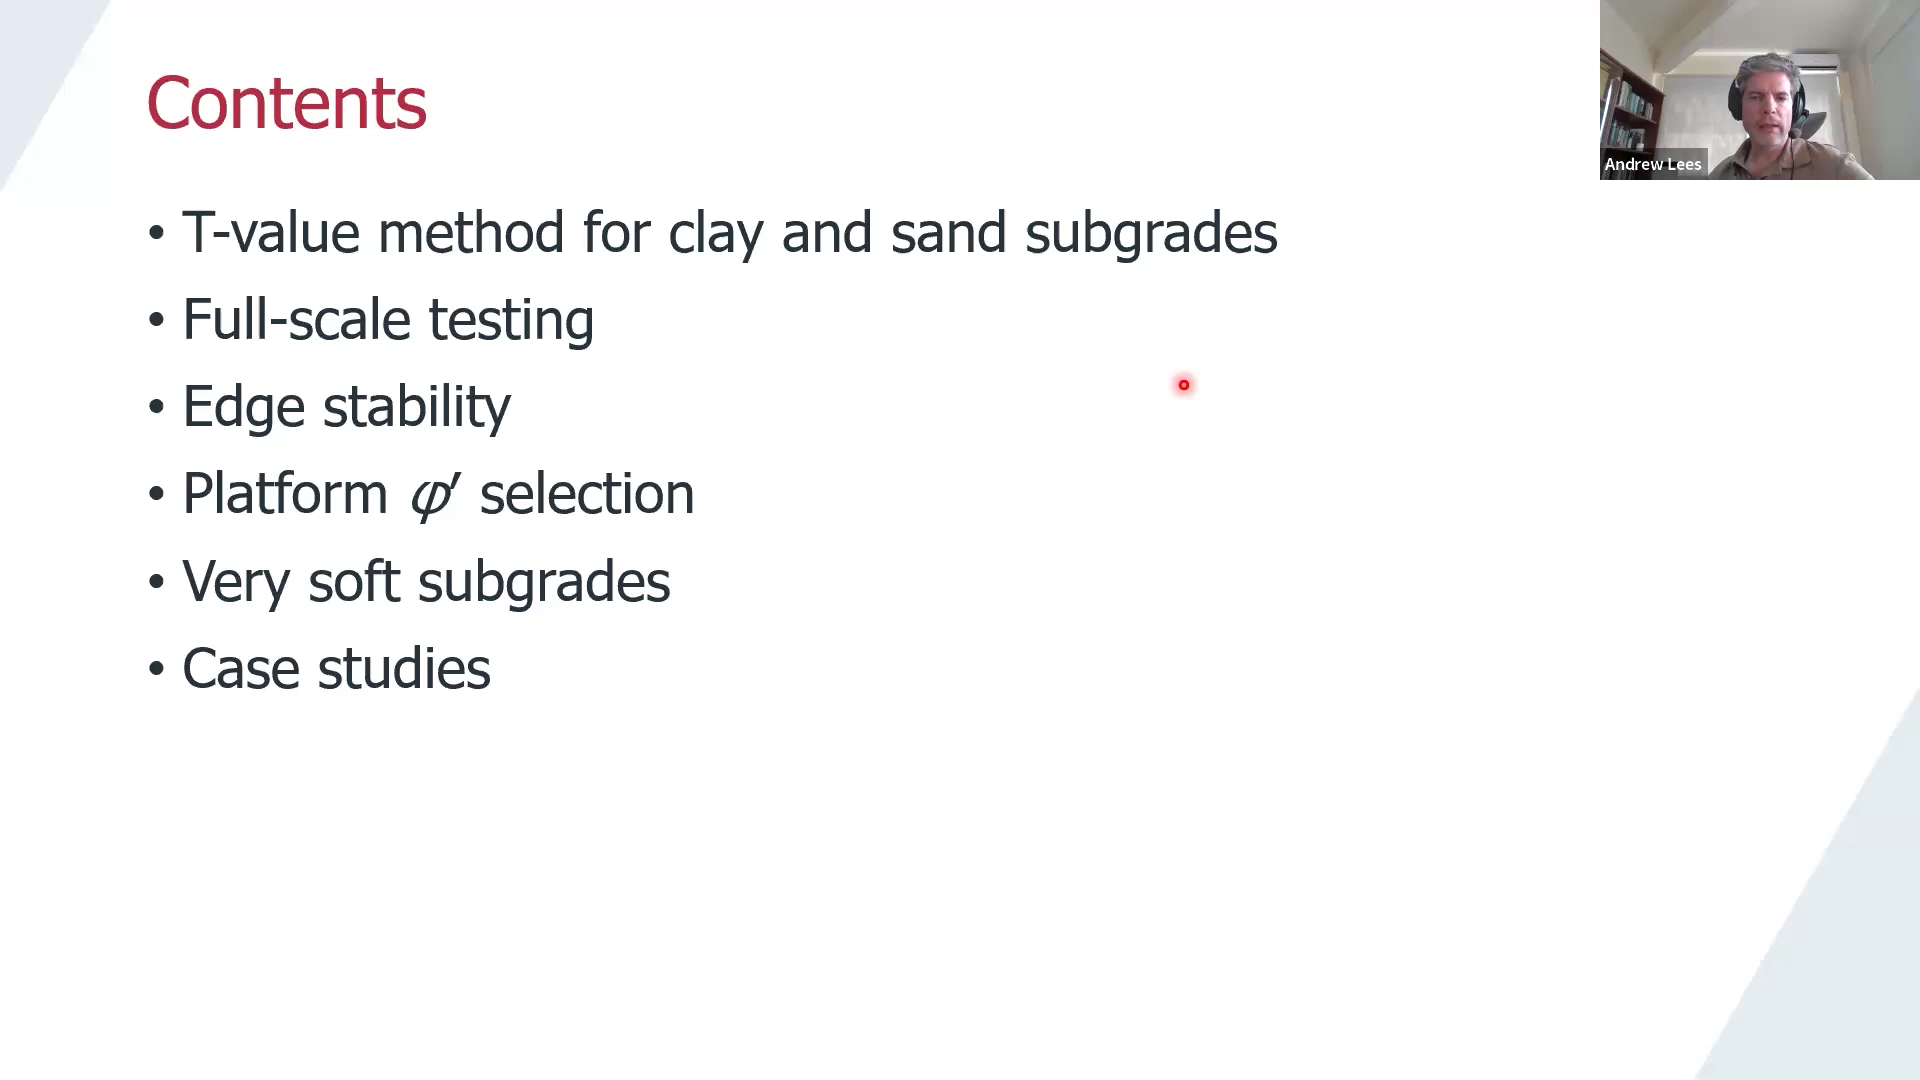 Contents
• T-value method for clay and sand subgrades
• Full-scale testing
• Edge stability
• Platform φ′ selection
• Very soft subgrades
• Case studies
Andrew Lees